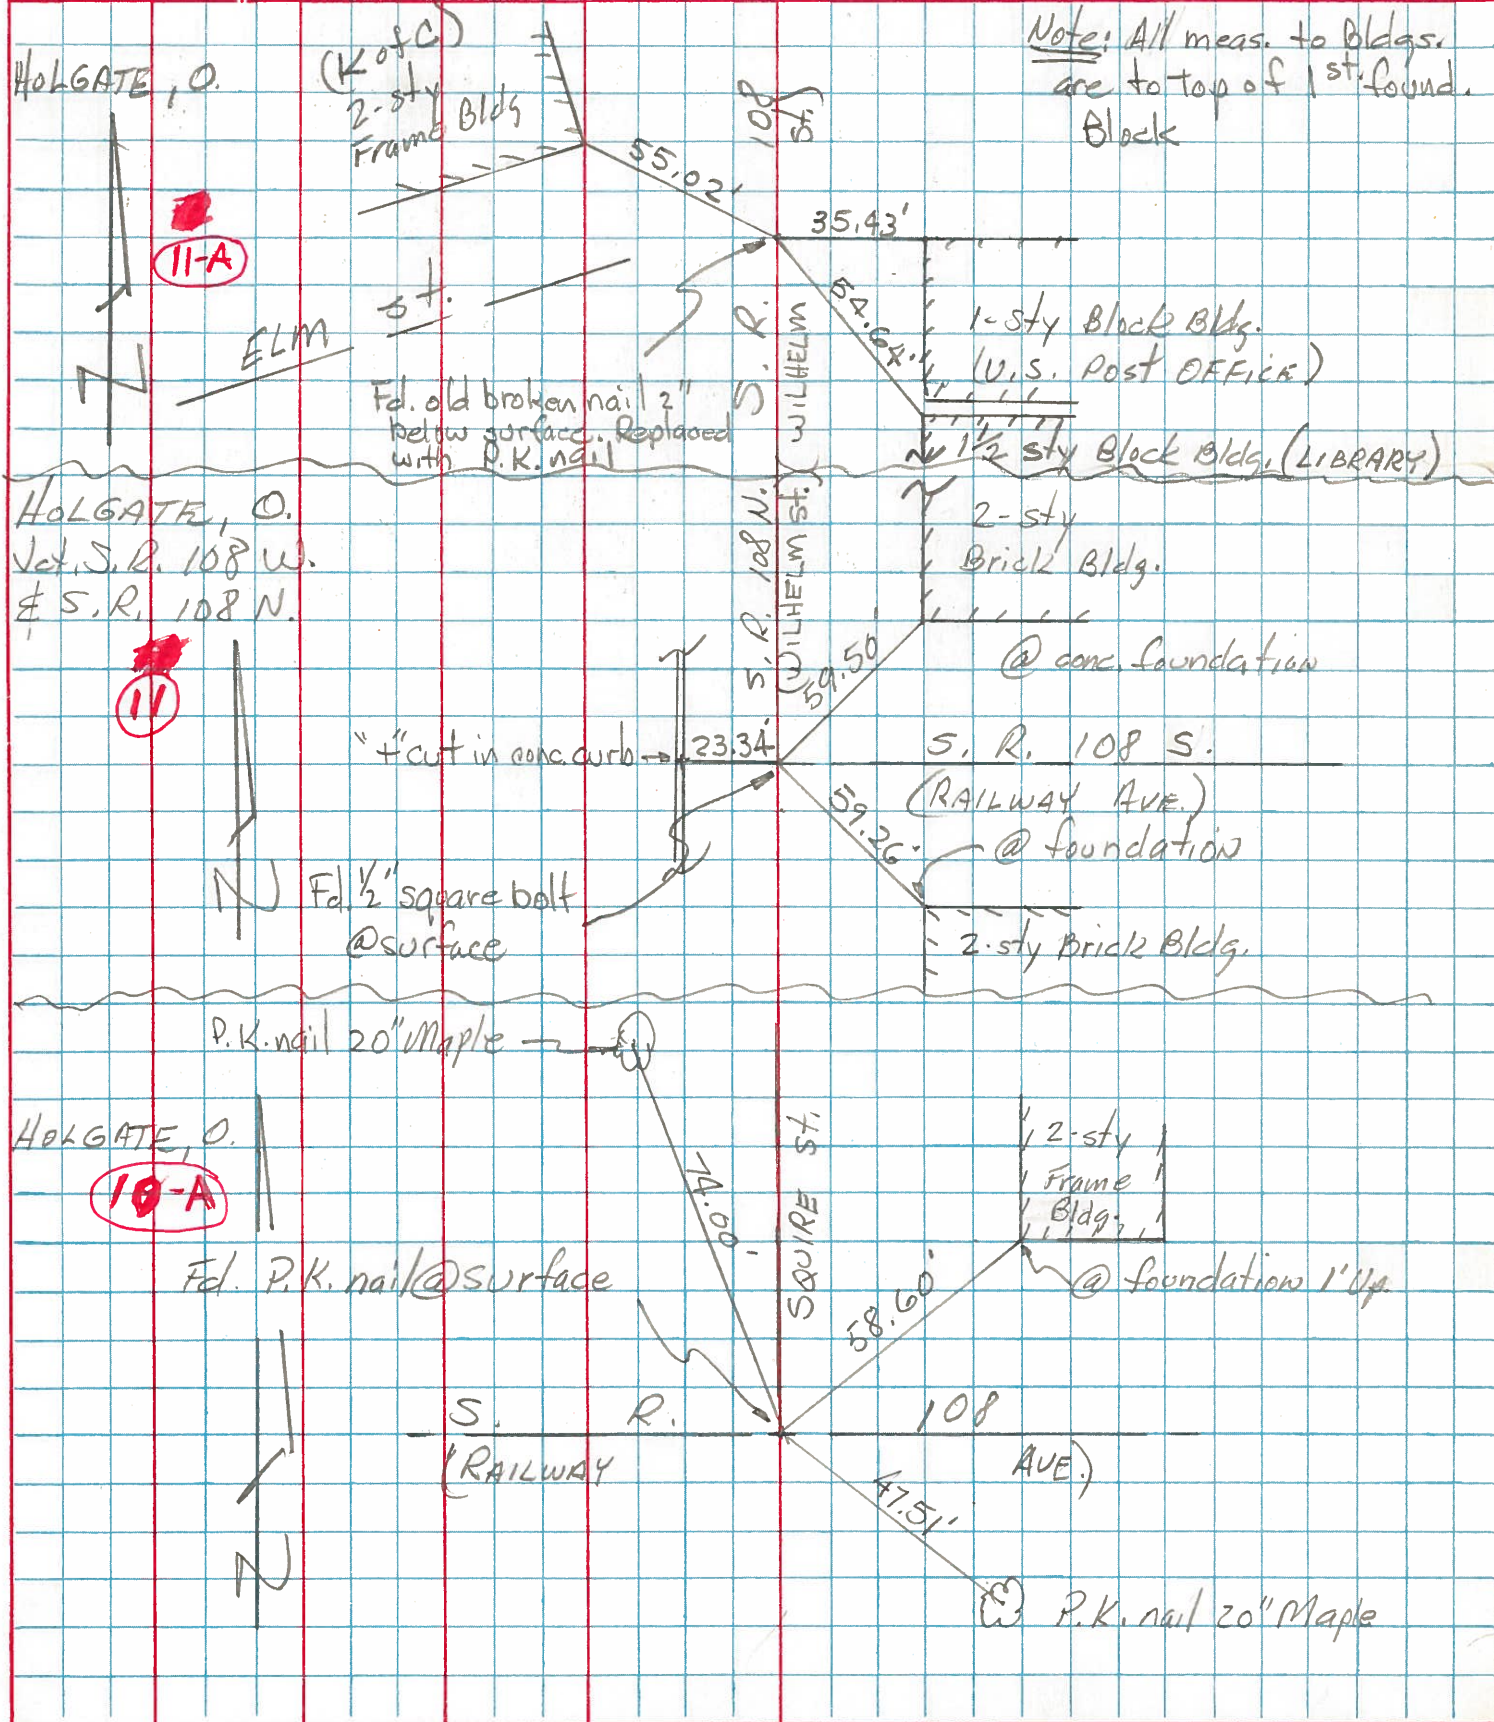 HOLGATE, O.
(K of C)
2-sty
Frame Bldg
108
St.)
Note: All meas. to Bldgs.
are to top of 1st. found.
Block
55.02'
35.43'
11-A
ELM St.
54.64'
S. R.
WILHELM
1-sty Block Bldg.
(U.S. POST OFFICE)
Fd. old broken nail 2"
below surface. Replaced
with P.K. nail
1 1/2 sty Block Bldg. (LIBRARY)
HOLGATE, O.
Jct. S.R. 108 W.
& S.R. 108 N.
S. R. 108 N.
(WILHELM St.)
2-sty
Brick Bldg.
11
59.50'
@ conc. foundation
"+" cut in conc. curb
23.34'
S. R. 108 S.
(RAILWAY AVE.)
59.26'
@ foundation
N
Fd. 1/2" square bolt
@ surface
2-sty Brick Bldg.
P.K. nail 20" Maple
HOLGATE, O.
10-A
74.00'
SQUIRE St.
2-sty
Frame
Bldg.
Fd. P.K. nail @ surface
58.60'
@ foundation 1' Up.
S. R. 108
(RAILWAY AVE.)
47.51'
N
P.K. nail 20" Maple